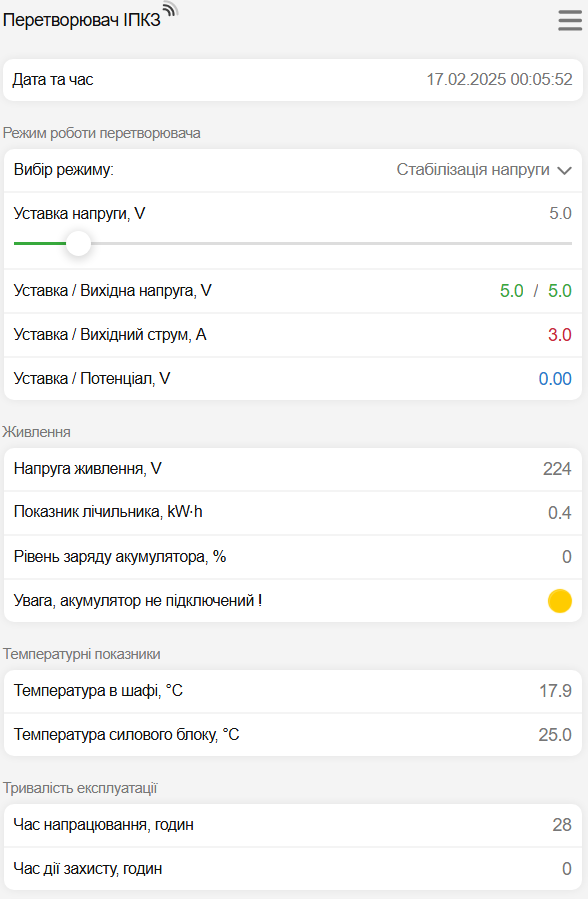 Перетворювач ІПКЗ
Дата та час 17.02.2025 00:05:52
Режим роботи перетворювача
Вибір режиму: Стабілізація напруги
Уставка напруги, V 5.0
Уставка / Вихідна напруга, V 5.0 / 5.0
Уставка / Вихідний струм, А 3.0
Уставка / Потенціал, V 0.00
Живлення
Напруга живлення, V 224
Показник лічильника, kW·h 0.4
Рівень заряду акумулятора, % 0
Увага, акумулятор не підключений !
Температурні показники
Температура в шафі, °C 17.9
Температура силового блоку, °C 25.0
Тривалість експлуатації
Час напрацювання, годин 28
Час дії захисту, годин 0